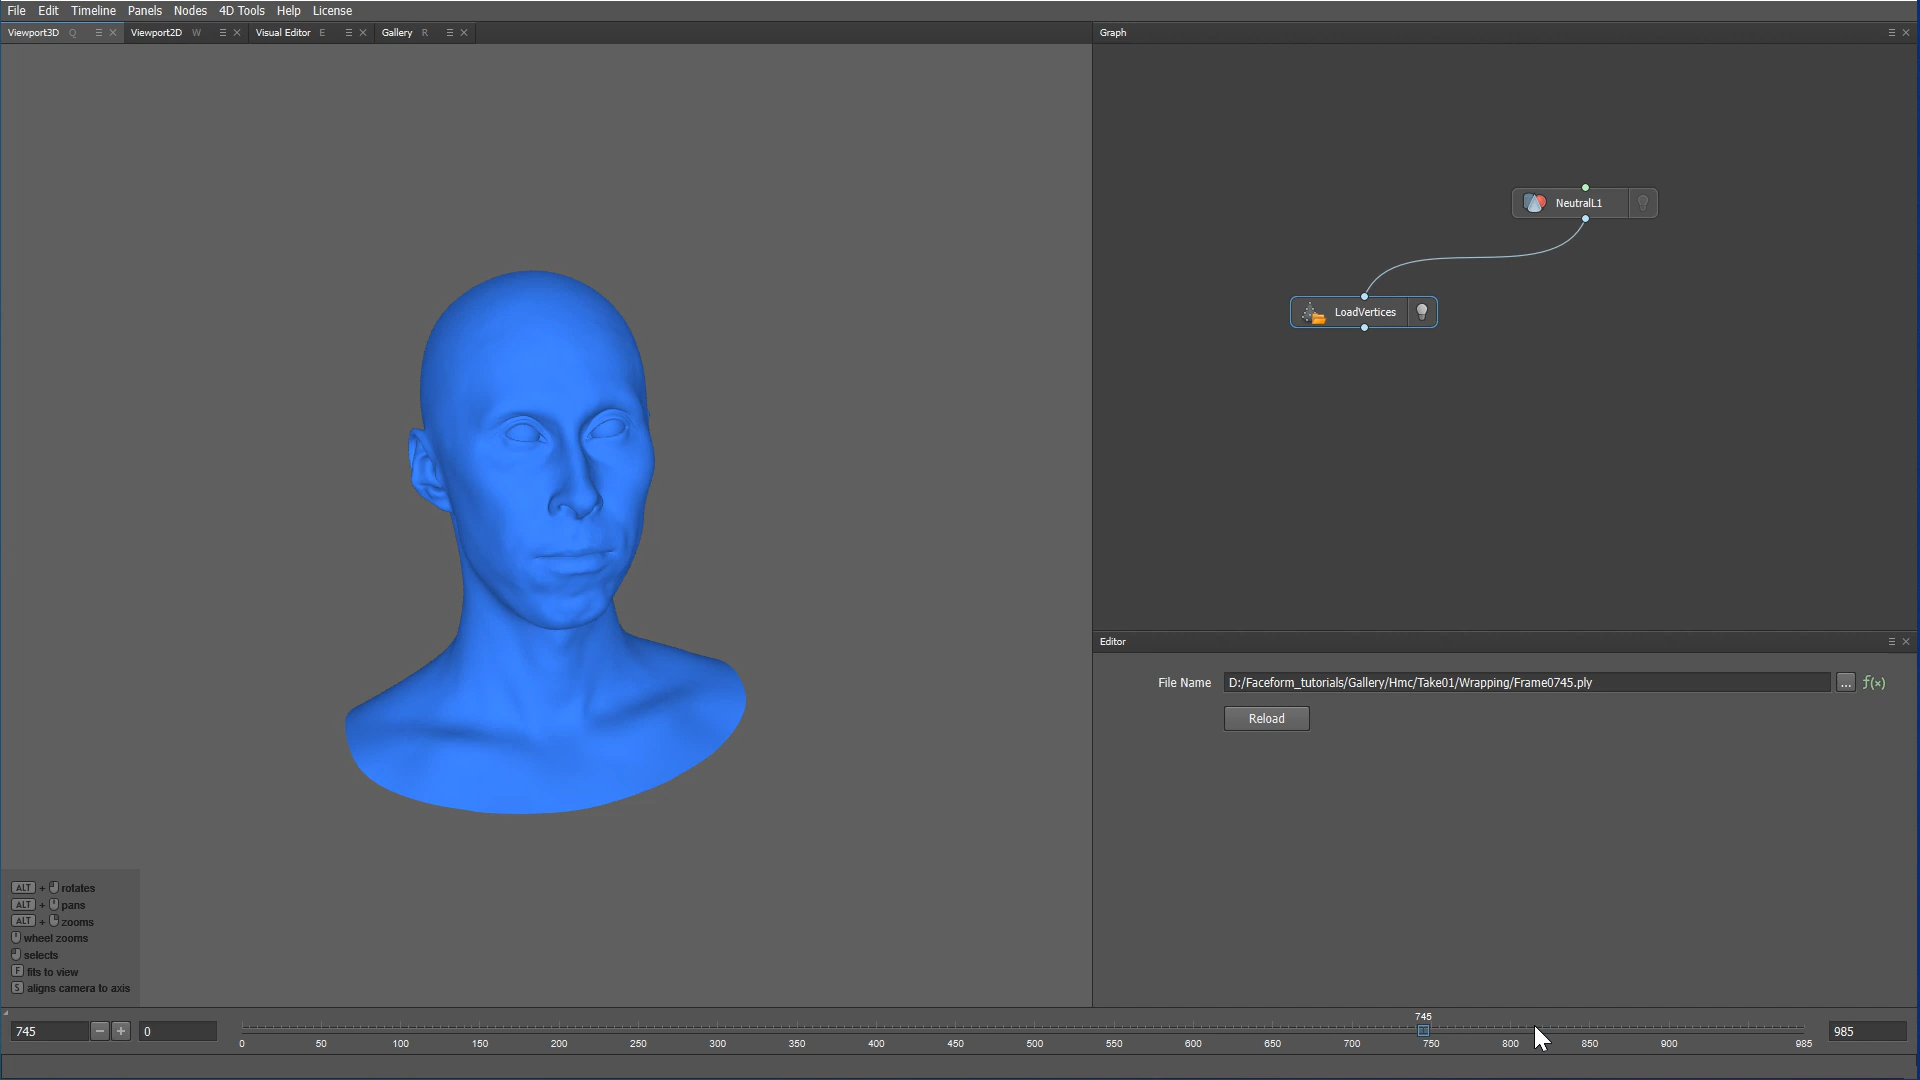 File Edit Timeline Panels Nodes 4D Tools Help License
Viewport3D Q Viewport2D W Visual Editor E Gallery R
Graph
NeutralL1
LoadVertices
Editor
File Name D:/Faceform_tutorials/Gallery/Hmc/Take01/Wrapping/Frame0745.ply ... f(x)
Reload
ALT + rotates
ALT + pans
ALT + zooms
wheel zooms
selects
F fits to view
S aligns camera to axis
745
745 − + 0 985
0 50 100 150 200 250 300 350 400 450 500 550 600 650 700 750 800 850 900 985